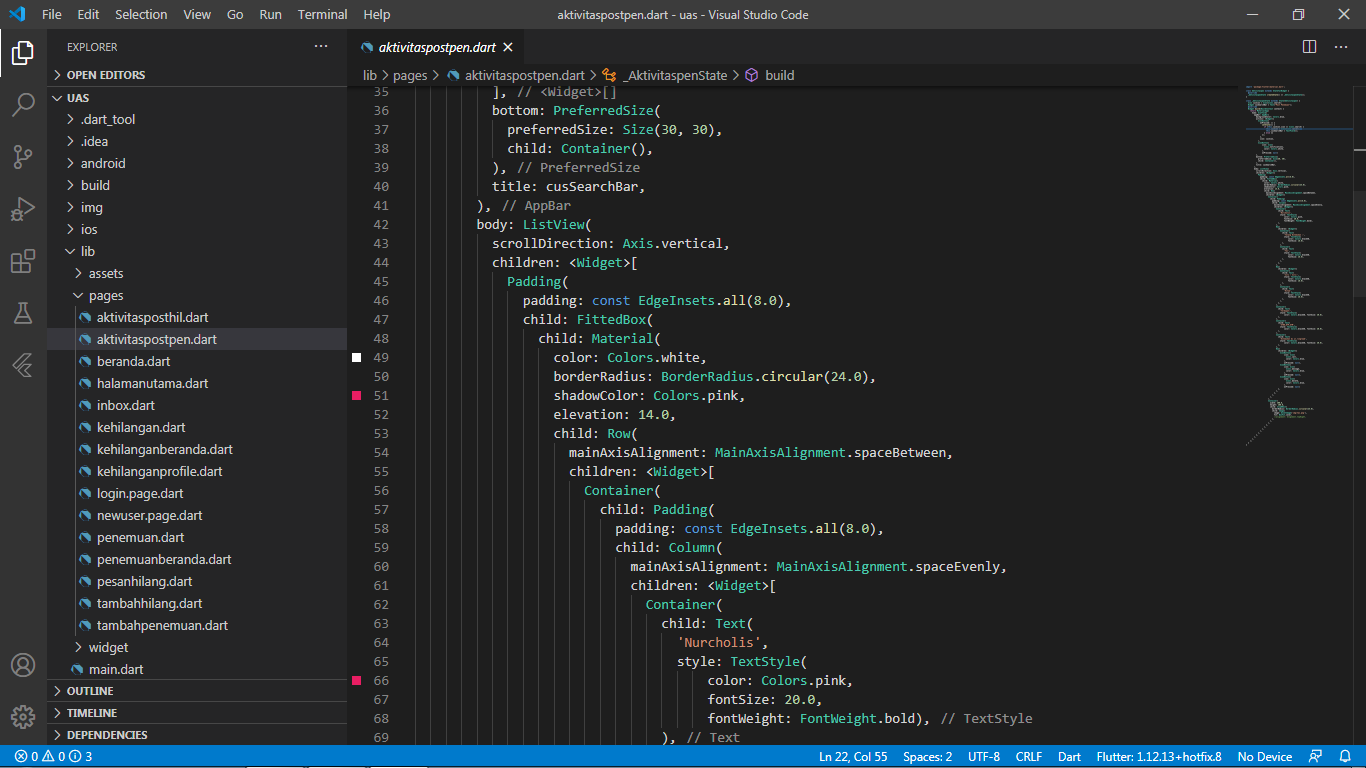 File Edit Selection View Go Run Terminal Help
aktivitaspostpen.dart - uas - Visual Studio Code
EXPLORER
OPEN EDITORS
UAS
.dart_tool
.idea
android
build
img
ios
lib
assets
pages
aktivitasposthil.dart
aktivitaspostpen.dart
beranda.dart
halamanutama.dart
inbox.dart
kehilangan.dart
kehilanganberanda.dart
kehilanganprofile.dart
login.page.dart
newuser.page.dart
penemuan.dart
penemuanberanda.dart
pesanhilang.dart
tambahhilang.dart
tambahpenemuan.dart
widget
main.dart
OUTLINE
TIMELINE
DEPENDENCIES
aktivitaspostpen.dart
lib > pages > aktivitaspostpen.dart > _AktivitaspenState > build
35 ], // <Widget>[]
36 bottom: PreferredSize(
37 preferredSize: Size(30, 30),
38 child: Container(),
39 ), // PreferredSize
40 title: cusSearchBar,
41 ), // AppBar
42 body: ListView(
43 scrollDirection: Axis.vertical,
44 children: <Widget>[
45 Padding(
46 padding: const EdgeInsets.all(8.0),
47 child: FittedBox(
48 child: Material(
49 color: Colors.white,
50 borderRadius: BorderRadius.circular(24.0),
51 shadowColor: Colors.pink,
52 elevation: 14.0,
53 child: Row(
54 mainAxisAlignment: MainAxisAlignment.spaceBetween,
55 children: <Widget>[
56 Container(
57 child: Padding(
58 padding: const EdgeInsets.all(8.0),
59 child: Column(
60 mainAxisAlignment: MainAxisAlignment.spaceEvenly,
61 children: <Widget>[
62 Container(
63 child: Text(
64 'Nurcholis',
65 style: TextStyle(
66 color: Colors.pink,
67 fontSize: 20.0,
68 fontWeight: FontWeight.bold), // TextStyle
69 ), // Text
0 0 3
Ln 22, Col 55 Spaces: 2 UTF-8 CRLF Dart Flutter: 1.12.13+hotfix.8 No Device